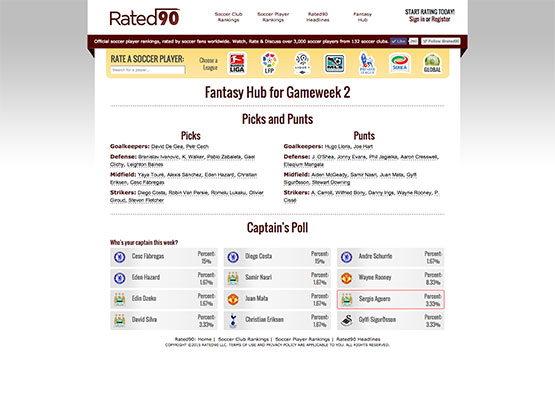 Rated90
Soccer Club Rankings
Soccer Player Rankings
Rated90 Headlines
Fantasy Hub
START RATING TODAY!
Sign in or Register
Official soccer player rankings, rated by soccer fans worldwide. Watch, Rate & Discuss over 3,000 soccer players from 132 soccer clubs.
Like
Follow @rated90
RATE A SOCCER PLAYER:
Search for a player...
Choose a League
BUNDESLIGA
LFP
LIGUE 1
MLS
PREMIER LEAGUE
SERIE A
GLOBAL
Fantasy Hub for Gameweek 2
Picks and Punts
Picks
Goalkeepers: David De Gea, Petr Cech
Defense: Branislav Ivanovic, K. Walker, Pablo Zabaleta, Gael
Clichy, Leighton Baines
Midfield: Yaya Touré, Alexis Sánchez, Eden Hazard, Christian
Eriksen, Cesc Fàbregas
Strikers: Diego Costa, Robin Van Persie, Romelu Lukaku, Olivier
Giroud, Steven Fletcher
Punts
Goalkeepers: Hugo Lloris, Joe Hart
Defense: J. O'Shea, Jonny Evans, Phil Jagielka, Aaron Cresswell,
Eliaquim Mangala
Midfield: Aiden McGeady, Samir Nasri, Juan Mata, Gylfi
Sigurðsson, Stewart Downing
Strikers: A. Carroll, Wilfried Bony, Danny Ings, Wayne Rooney, P.
Cissé
Captain's Poll
Who's your captain this week?
Cesc Fàbregas Percent: 15%
Diego Costa Percent: 15%
Andre Schurrle Percent: 1.67%
Eden Hazard Percent: 1.67%
Samir Nasri Percent: 1.67%
Wayne Rooney Percent: 8.33%
Edin Dzeko Percent: 1.67%
Juan Mata Percent: 1.67%
Sergio Aguero Percent: 3.33%
David Silva Percent: 3.33%
Christian Eriksen Percent: 1.67%
Gylfi Sigurðsson Percent: 3.33%
Rated90: Home | Soccer Club Rankings | Soccer Player Rankings | Rated90 Headlines
COPYRIGHT ©2015 RATED90 LLC. TERMS OF USE AND PRIVACY POLICY ARE APPLICABLE TO YOU. ALL RIGHTS RESERVED.